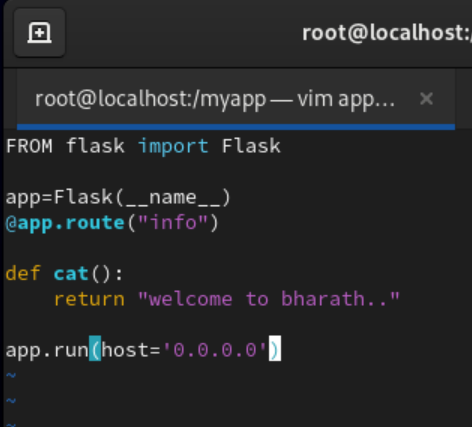 root@localhost:/
root@localhost:/myapp — vim app... ×
FROM flask import Flask
app=Flask(__name__)
@app.route("info")
def cat():
    return "welcome to bharath.."
app.run(host='0.0.0.0')
~
~
~